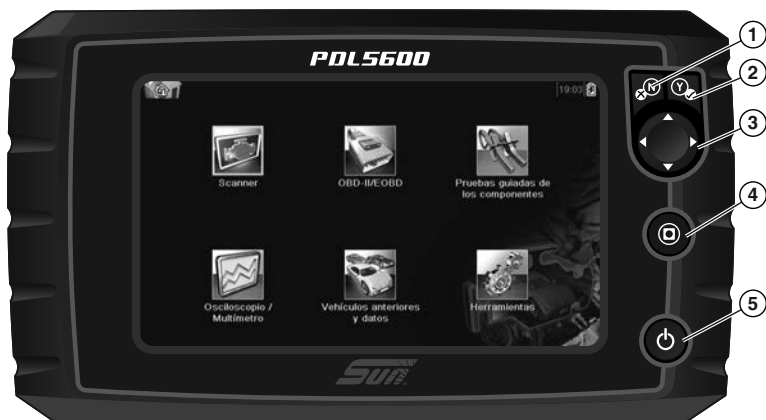 PDL5600
19:03
N
Y
Scanner
OBD-II/EOBD
Pruebas guiadas de
los componentes
Osciloscopio /
Multímetro
Vehículos anteriores
y datos
Herramientas
Sun
1
2
3
4
5